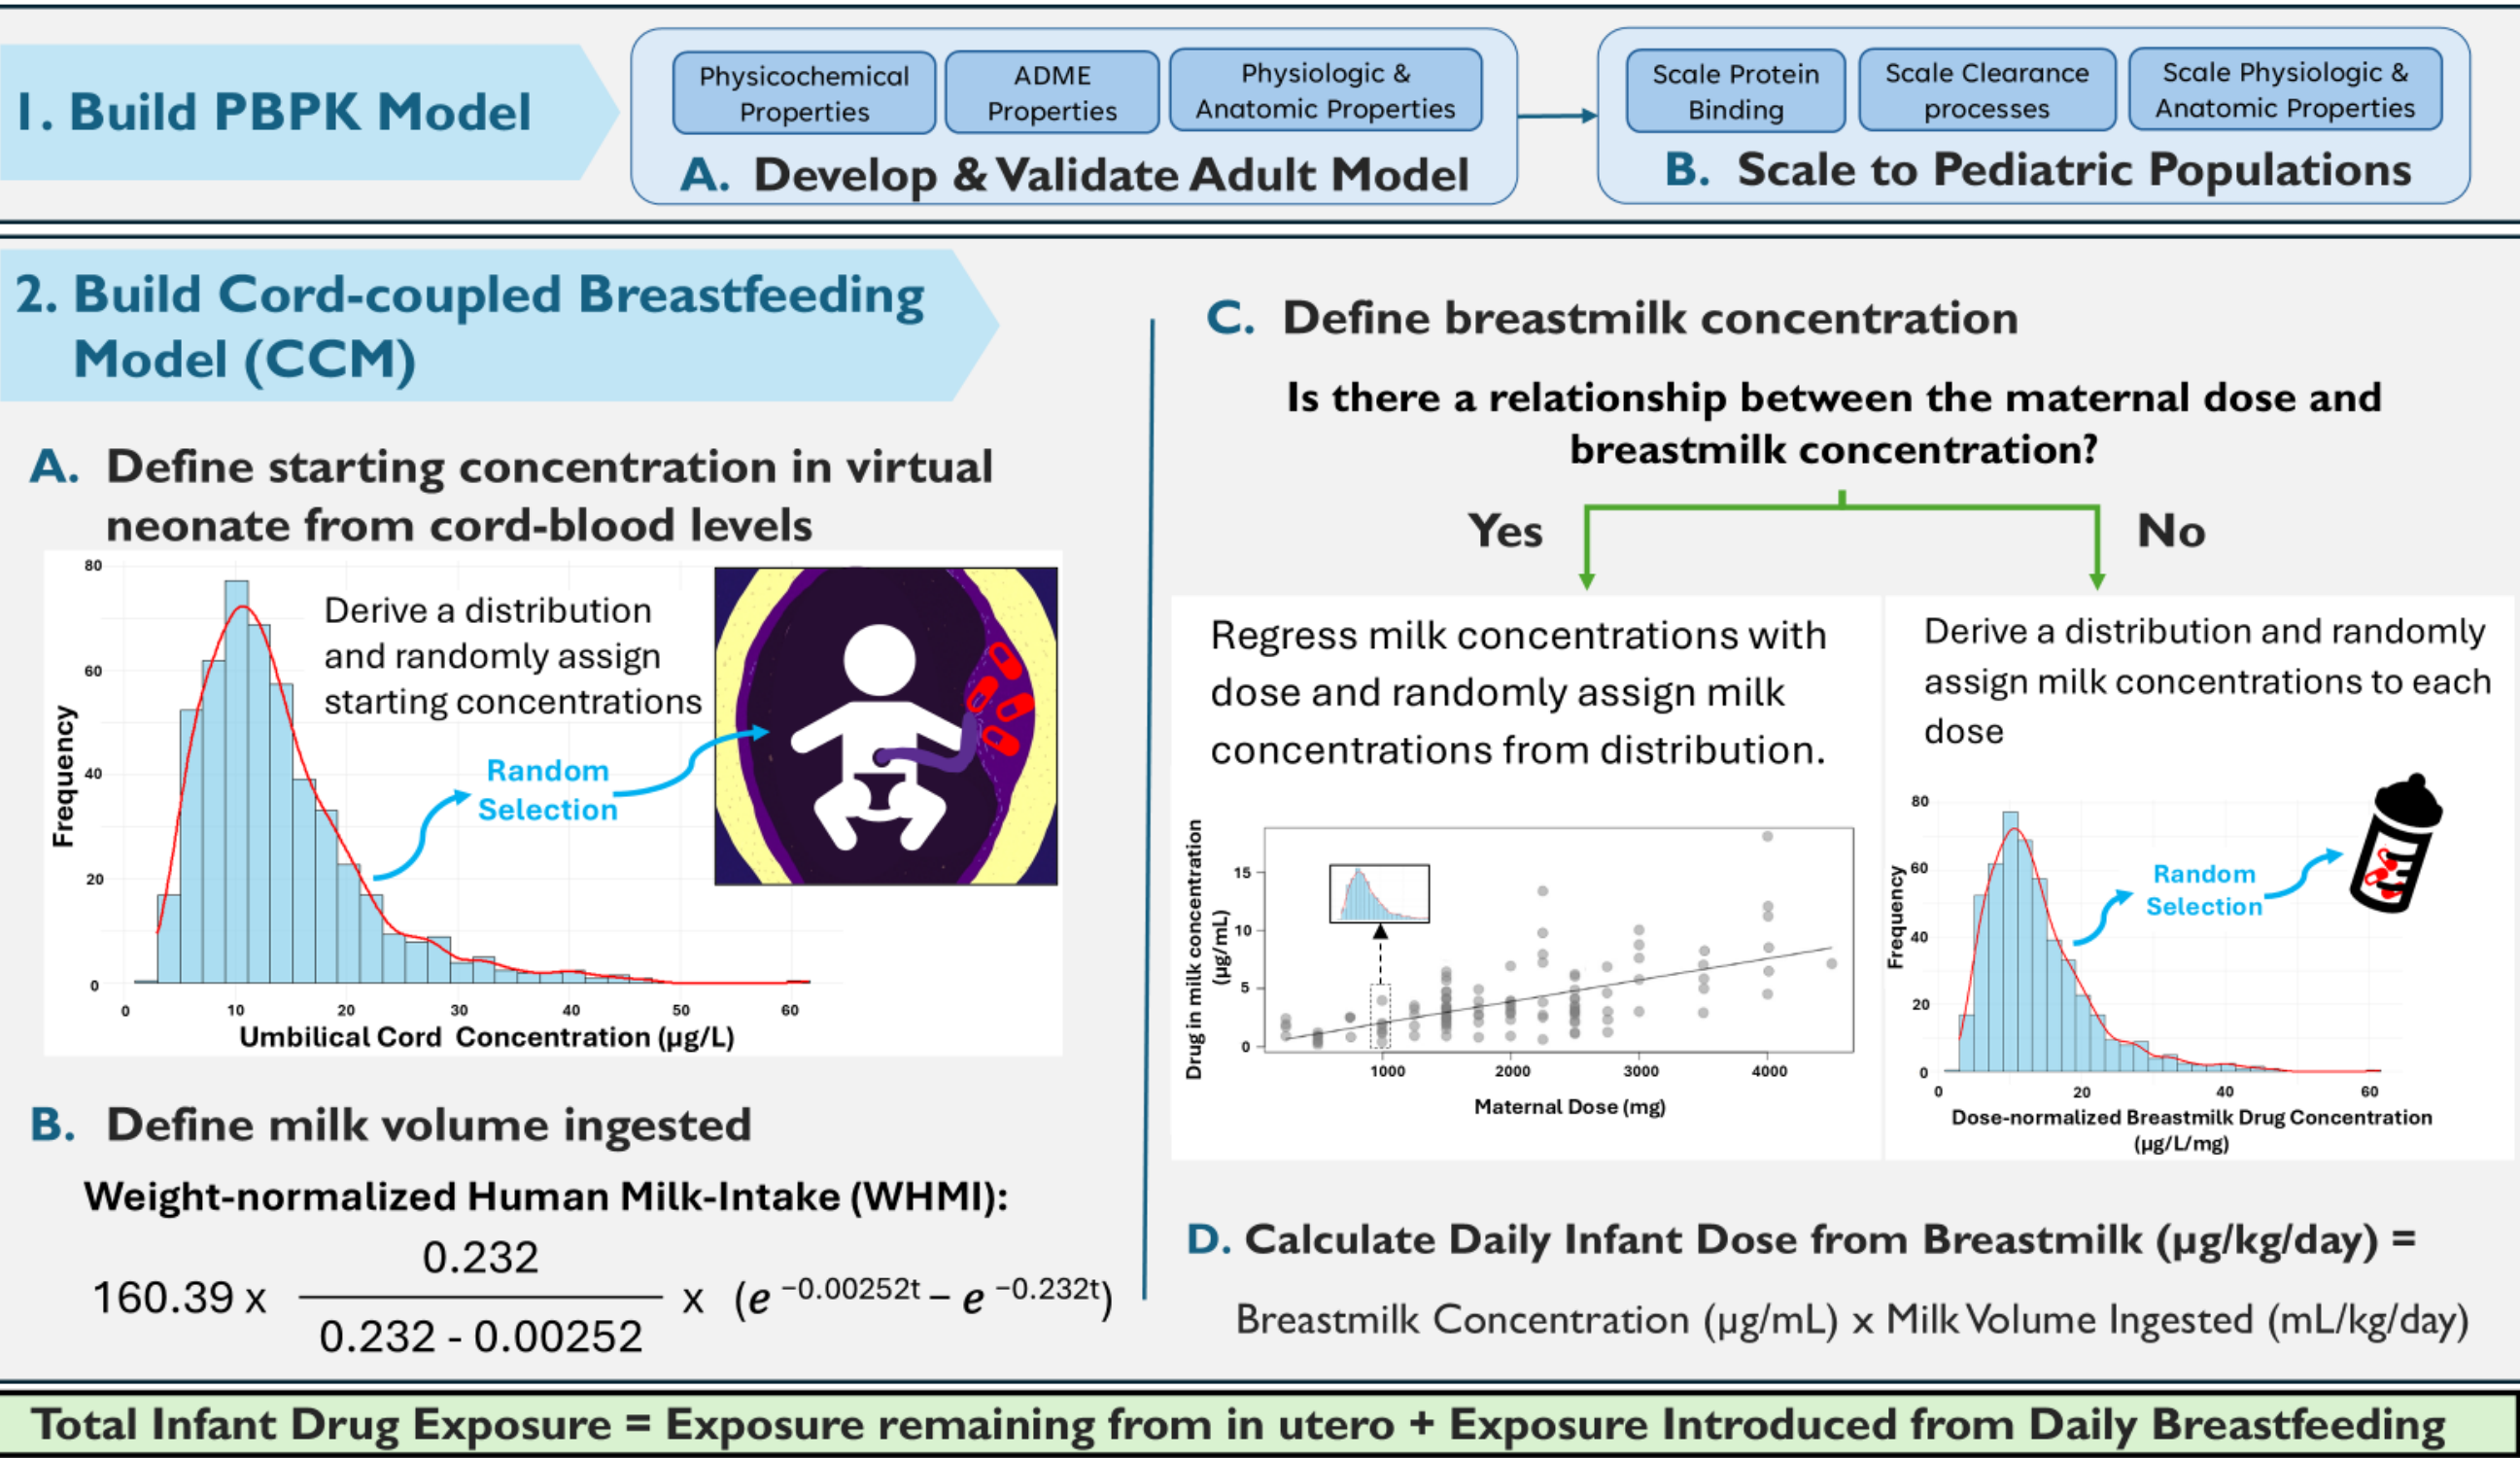 1. Build PBPK Model
Physicochemical
Properties
ADME
Properties
Physiologic &
Anatomic Properties
A. Develop & Validate Adult Model
Scale Protein
Binding
Scale Clearance
processes
Scale Physiologic &
Anatomic Properties
B. Scale to Pediatric Populations
2. Build Cord-coupled Breastfeeding
Model (CCM)
A. Define starting concentration in virtual
neonate from cord-blood levels
Derive a distribution
and randomly assign
starting concentrations
Random
Selection
Frequency
80
60
40
20
0
0 10 20 30 40 50 60
Umbilical Cord Concentration (µg/L)
B. Define milk volume ingested
Weight-normalized Human Milk-Intake (WHMI):
0.232
160.39 x ―――― x (e −0.00252t – e −0.232t)
0.232 - 0.00252
C. Define breastmilk concentration
Is there a relationship between the maternal dose and
breastmilk concentration?
Yes
No
Regress milk concentrations with
dose and randomly assign milk
concentrations from distribution.
Drug in milk concentration
(µg/mL)
15
10
5
0
1000 2000 3000 4000
Maternal Dose (mg)
Derive a distribution and randomly
assign milk concentrations to each
dose
Random
Selection
Frequency
80
60
40
20
0
0 20 40 60
Dose-normalized Breastmilk Drug Concentration
(µg/L/mg)
D. Calculate Daily Infant Dose from Breastmilk (µg/kg/day) =
Breastmilk Concentration (µg/mL) x Milk Volume Ingested (mL/kg/day)
Total Infant Drug Exposure = Exposure remaining from in utero + Exposure Introduced from Daily Breastfeeding